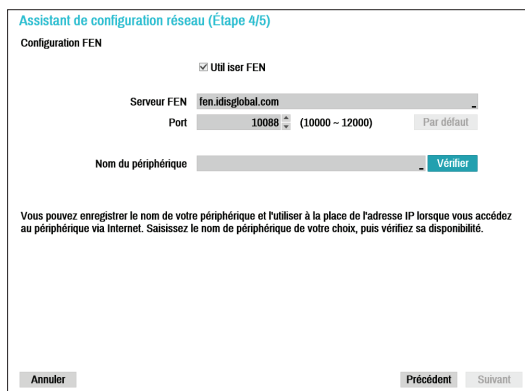 Assistant de configuration réseau (Étape 4/5)
Configuration FEN
Util iser FEN
Serveur FEN fen.idisglobal.com
Port 10088 (10000 ~ 12000) Par défaut
Nom du périphérique Vérifier
Vous pouvez enregistrer le nom de votre périphérique et l'utiliser à la place de l'adresse IP lorsque vous accédez
au périphérique via Internet. Saisissez le nom de périphérique de votre choix, puis vérifiez sa disponibilité.
Annuler Précédent Suivant